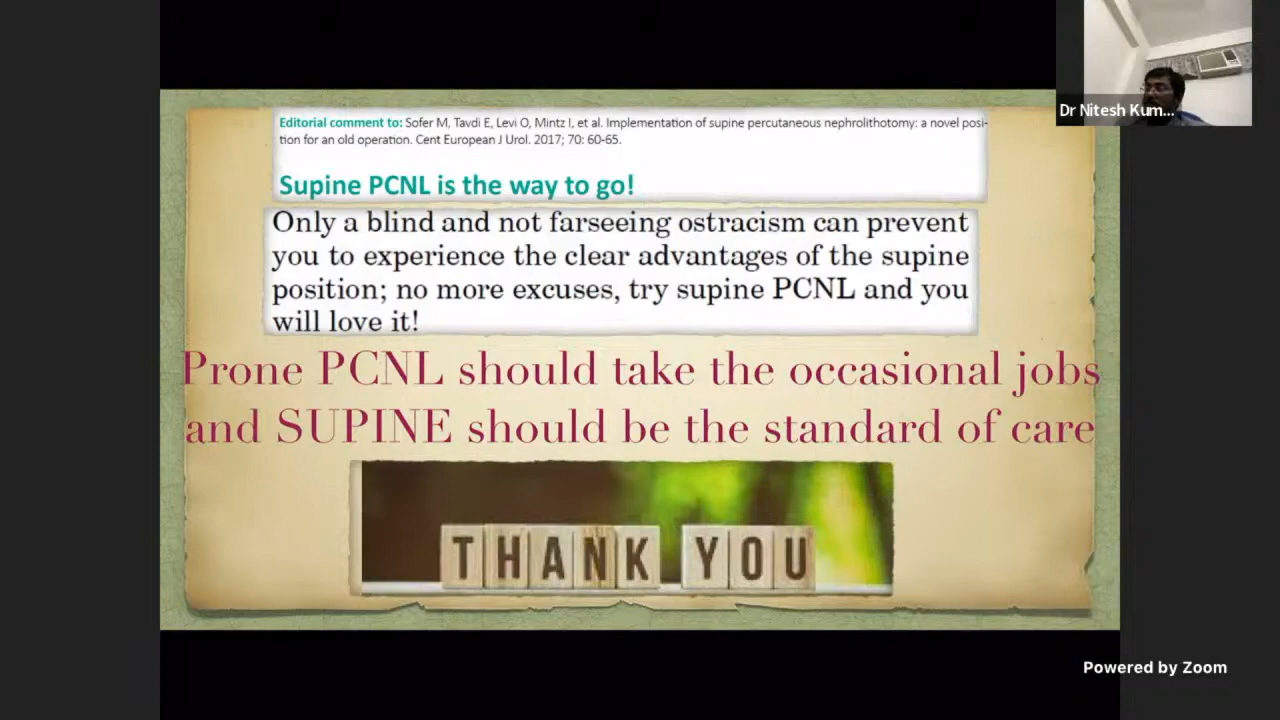 Editorial comment to: Sofer M, Tavdi E, Levi O, Mintz I, et al. Implementation of supine percutaneous nephrolithotomy: a novel posi-
tion for an old operation. Cent European J Urol. 2017; 70: 60-65.
Supine PCNL is the way to go!
Only a blind and not farseeing ostracism can prevent
you to experience the clear advantages of the supine
position; no more excuses, try supine PCNL and you
will love it!
Prone PCNL should take the occasional jobs
and SUPINE should be the standard of care
THANK YOU
Dr Nitesh Kum...
Powered by Zoom